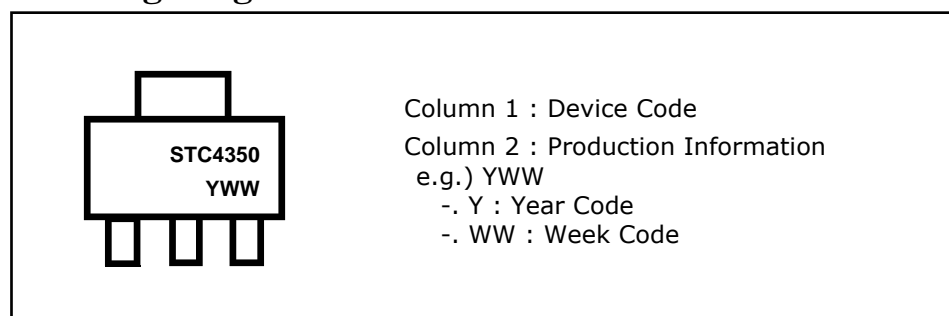 STC4350
YWW
Column 1 : Device Code
Column 2 : Production Information
e.g.) YWW
-. Y : Year Code
-. WW : Week Code